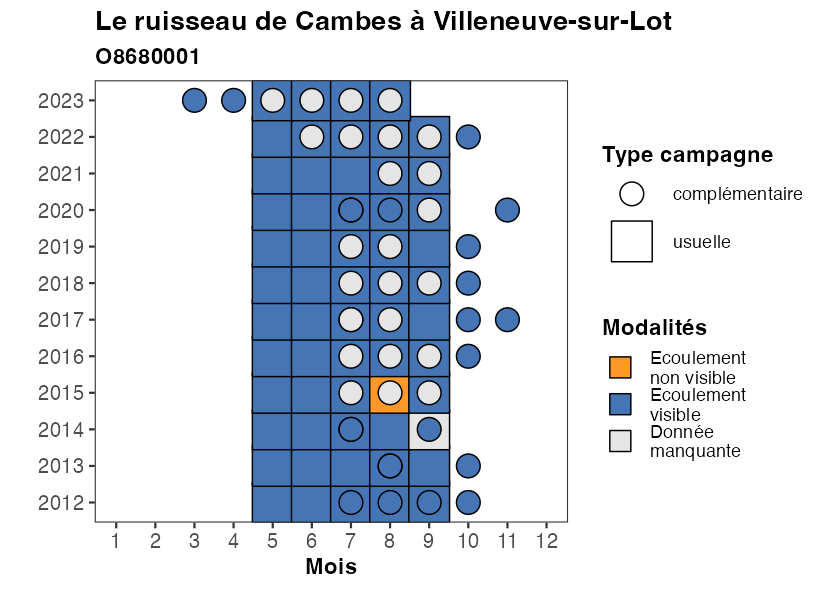 Le ruisseau de Cambes à Villeneuve-sur-Lot
O8680001
2023
2022
2021
2020
2019
2018
2017
2016
2015
2014
2013
2012
1 2 3 4 5 6 7 8 9 10 11 12
Mois
Type campagne
complémentaire
usuelle
Modalités
Ecoulement
non visible
Ecoulement
visible
Donnée
manquante